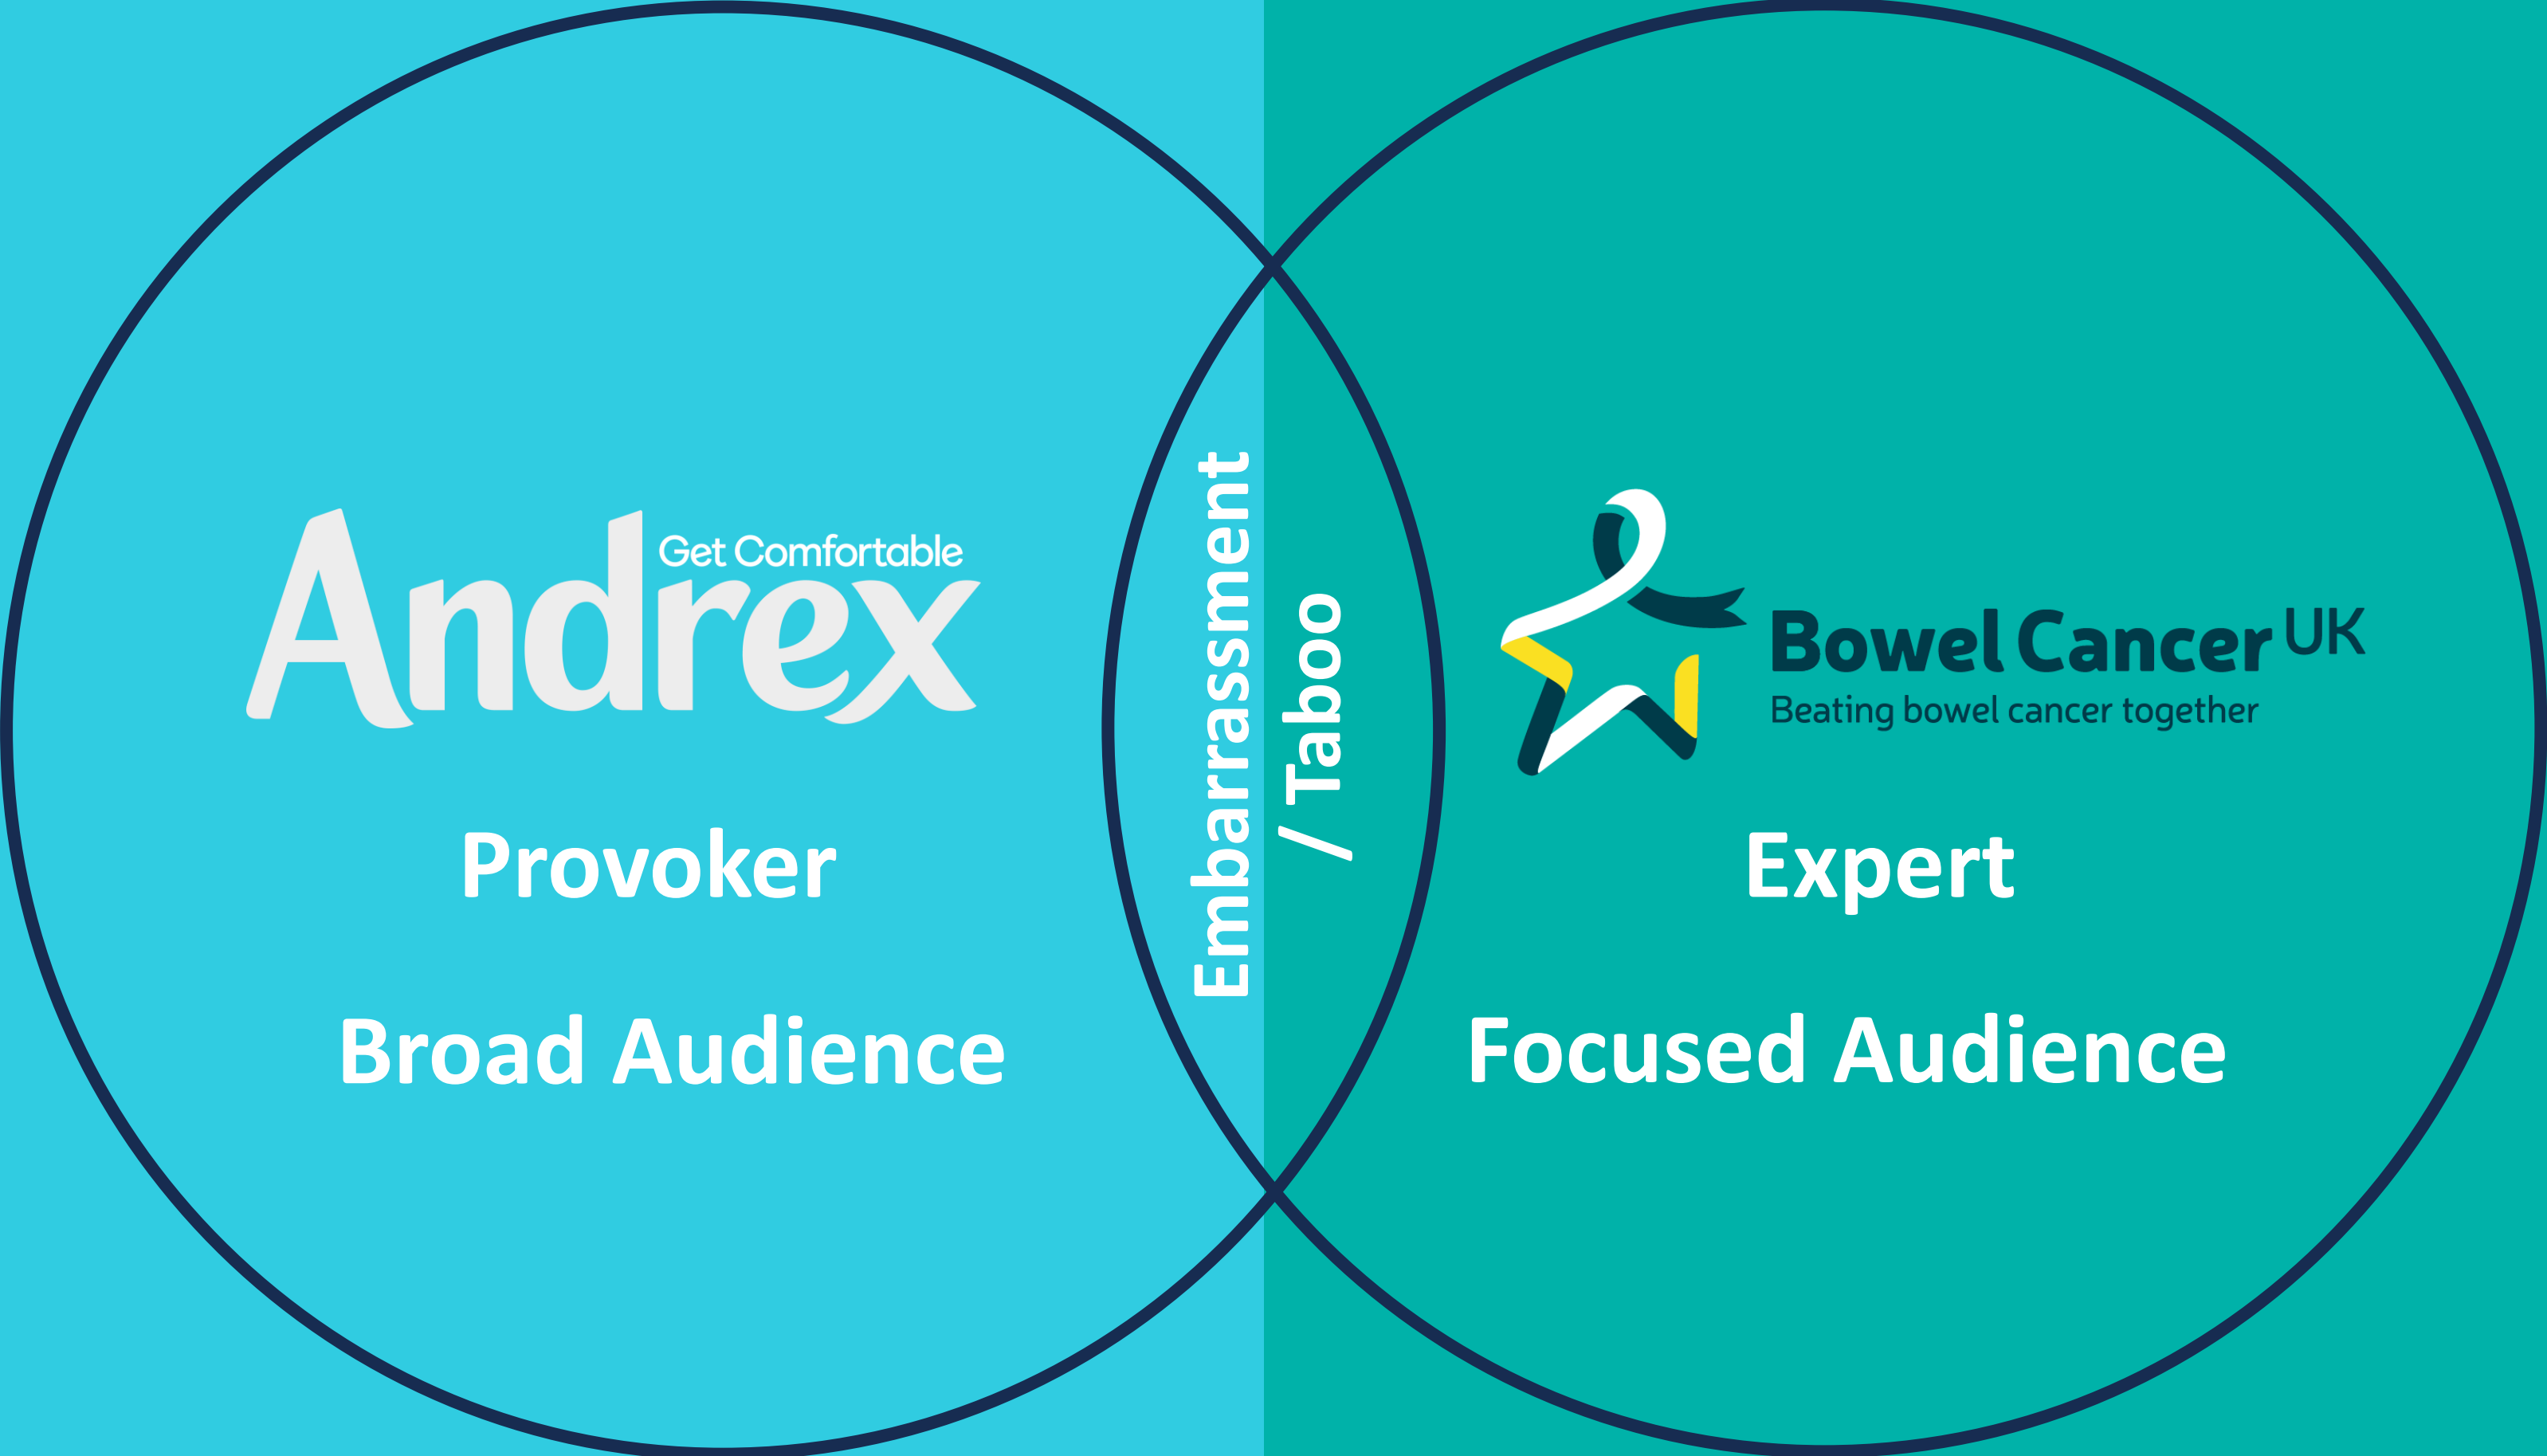 Get Comfortable
Andrex
Provoker
Broad Audience
Embarrassment
/ Taboo
Bowel Cancer UK
Beating bowel cancer together
Expert
Focused Audience